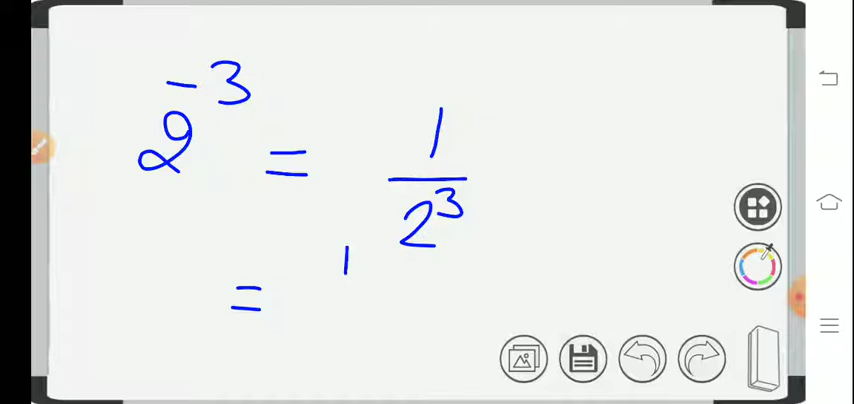 2⁻³ = 1/2³
= 1